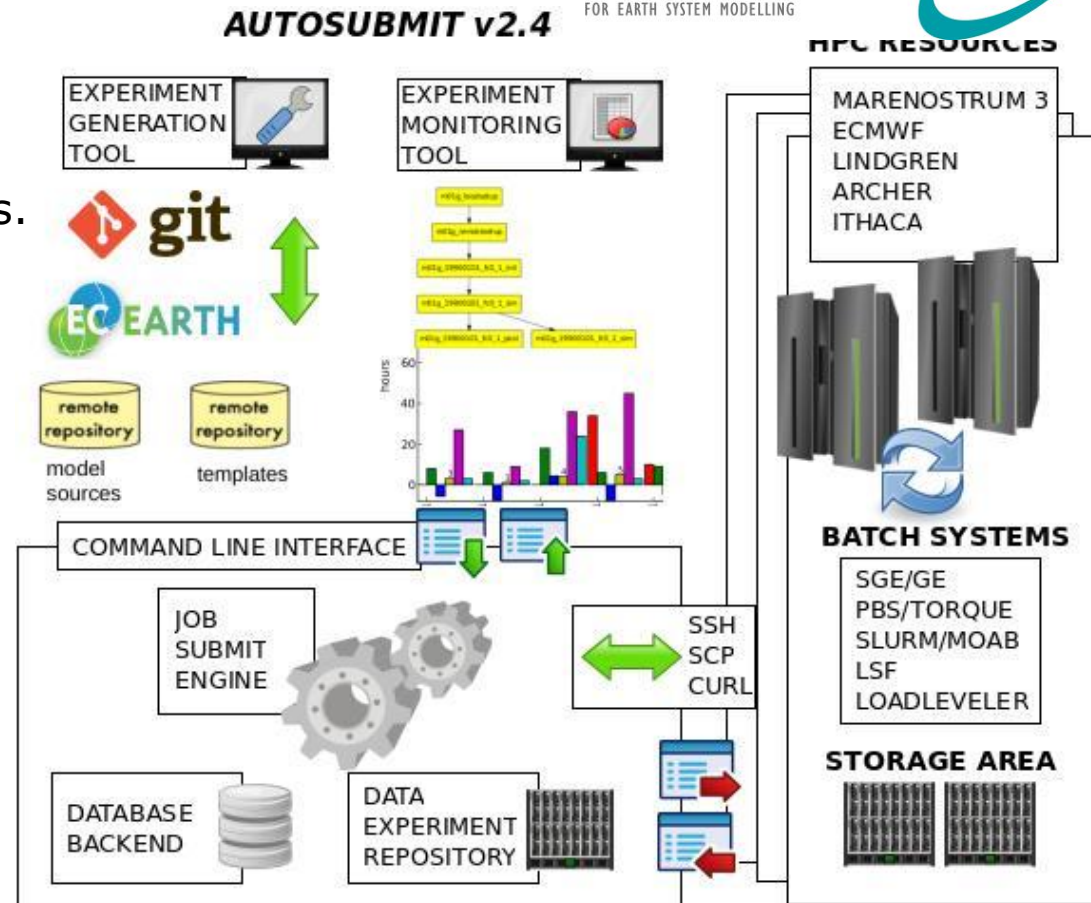 FOR EARTH SYSTEM MODELLING
AUTOSUBMIT v2.4
HPC RESOURCES
EXPERIMENT
GENERATION
TOOL
EXPERIMENT
MONITORING
TOOL
MARENOSTRUM 3
ECMWF
LINDGREN
ARCHER
ITHACA
s.
git
EC EARTH
remote
repository
model
sources
remote
repository
templates
hours
60
40
20
0
COMMAND LINE INTERFACE
JOB
SUBMIT
ENGINE
SSH
SCP
CURL
BATCH SYSTEMS
SGE/GE
PBS/TORQUE
SLURM/MOAB
LSF
LOADLEVELER
STORAGE AREA
DATABASE
BACKEND
DATA
EXPERIMENT
REPOSITORY